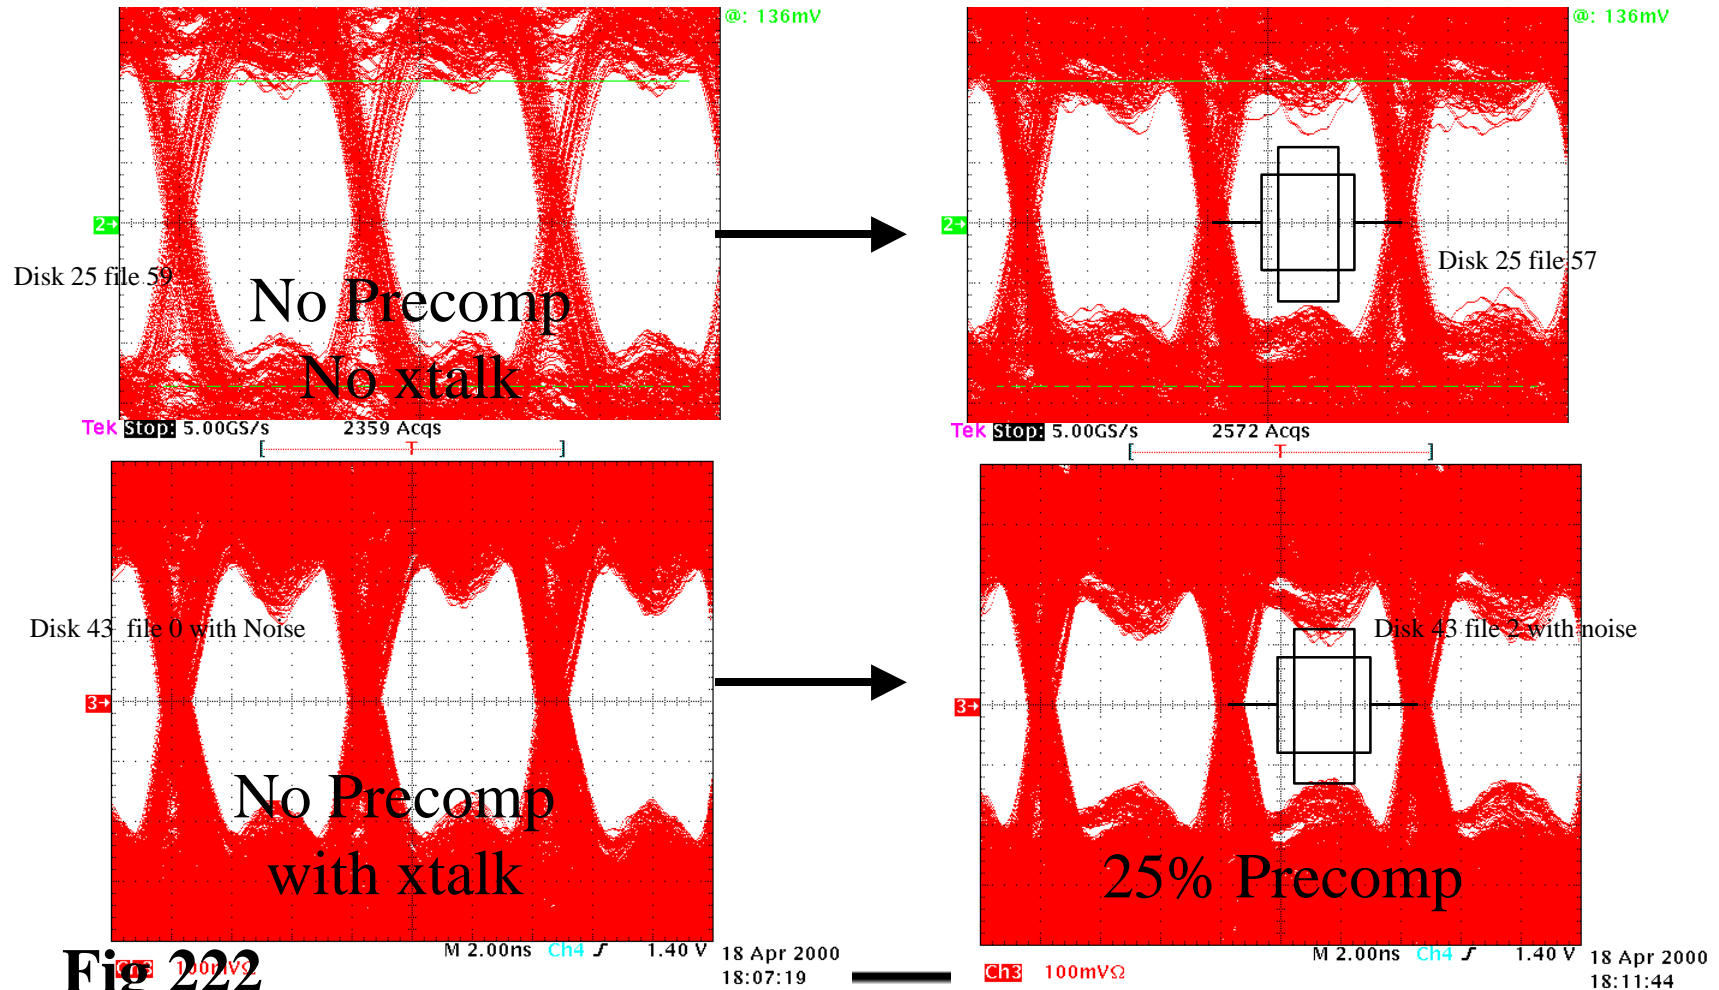 @: 136mV
@: 136mV
2→
2→
Disk 25 file 59
Disk 25 file 57
No Precomp
No xtalk
Tek Stop: 5.00GS/s 2359 Acqs
Tek Stop: 5.00GS/s 2572 Acqs
[ T ]
[ T ]
Disk 43 file 0 with Noise
Disk 43 file 2 with noise
3→
3→
No Precomp
with xtalk
25% Precomp
M 2.00ns Ch4 ƒ 1.40 V
18 Apr 2000
18:07:19
M 2.00ns Ch4 ƒ 1.40 V
18 Apr 2000
18:11:44
Fig 222
Ch3 100mVΩ
Ch3 100mVΩ